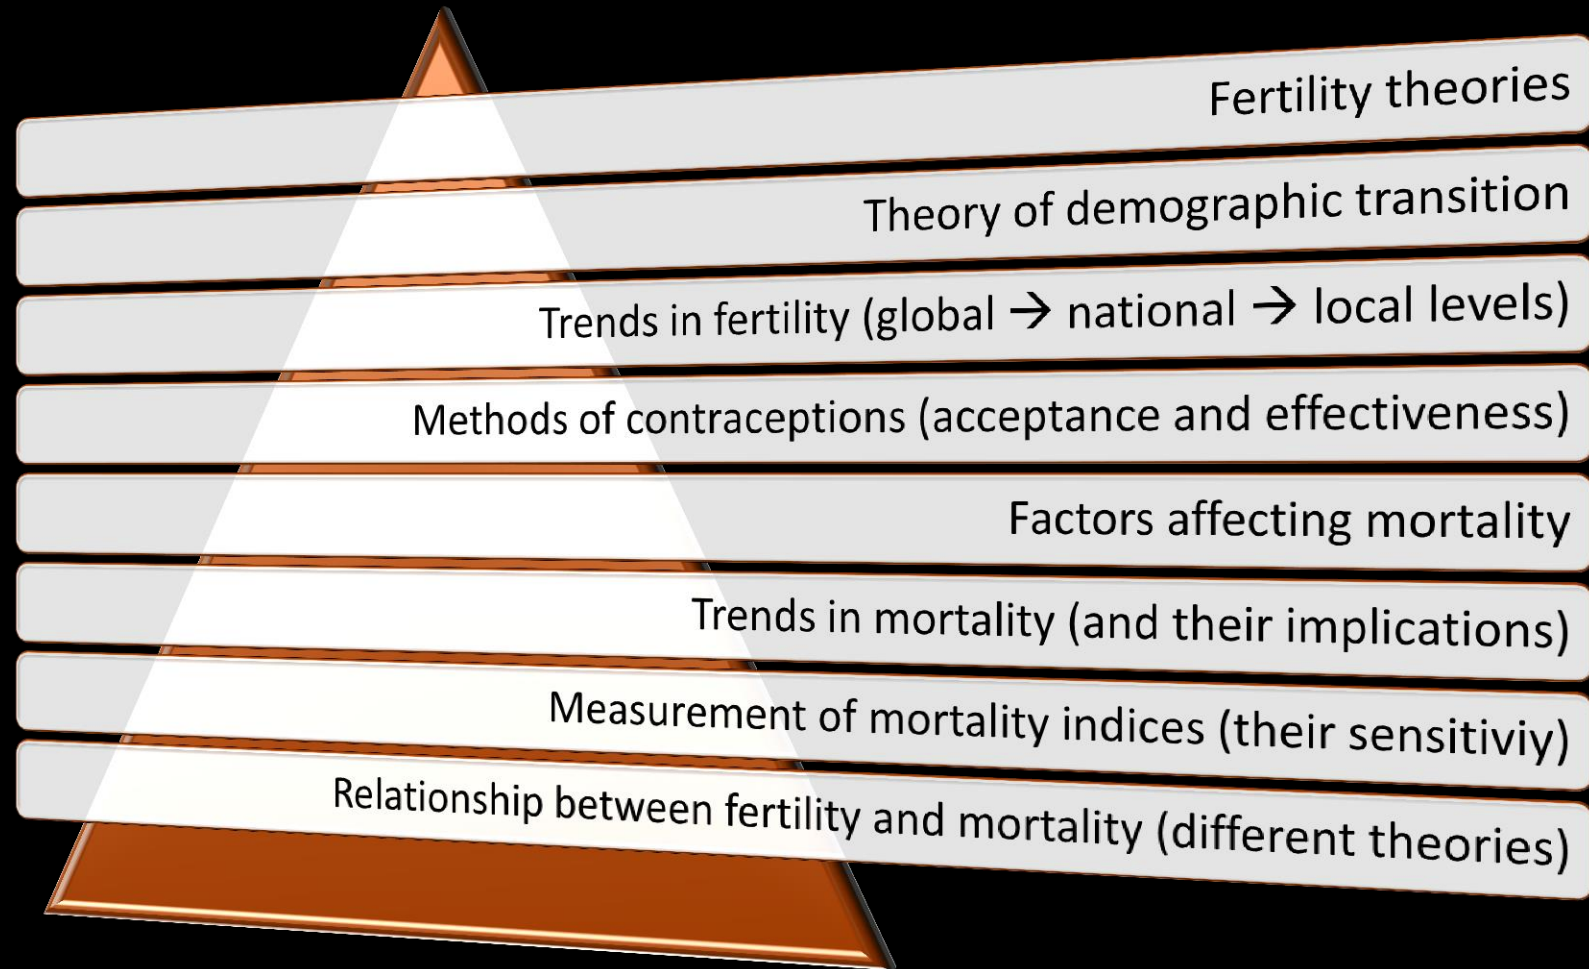 Fertility theories
Theory of demographic transition
Trends in fertility (global → national → local levels)
Methods of contraceptions (acceptance and effectiveness)
Factors affecting mortality
Trends in mortality (and their implications)
Measurement of mortality indices (their sensitiviy)
Relationship between fertility and mortality (different theories)